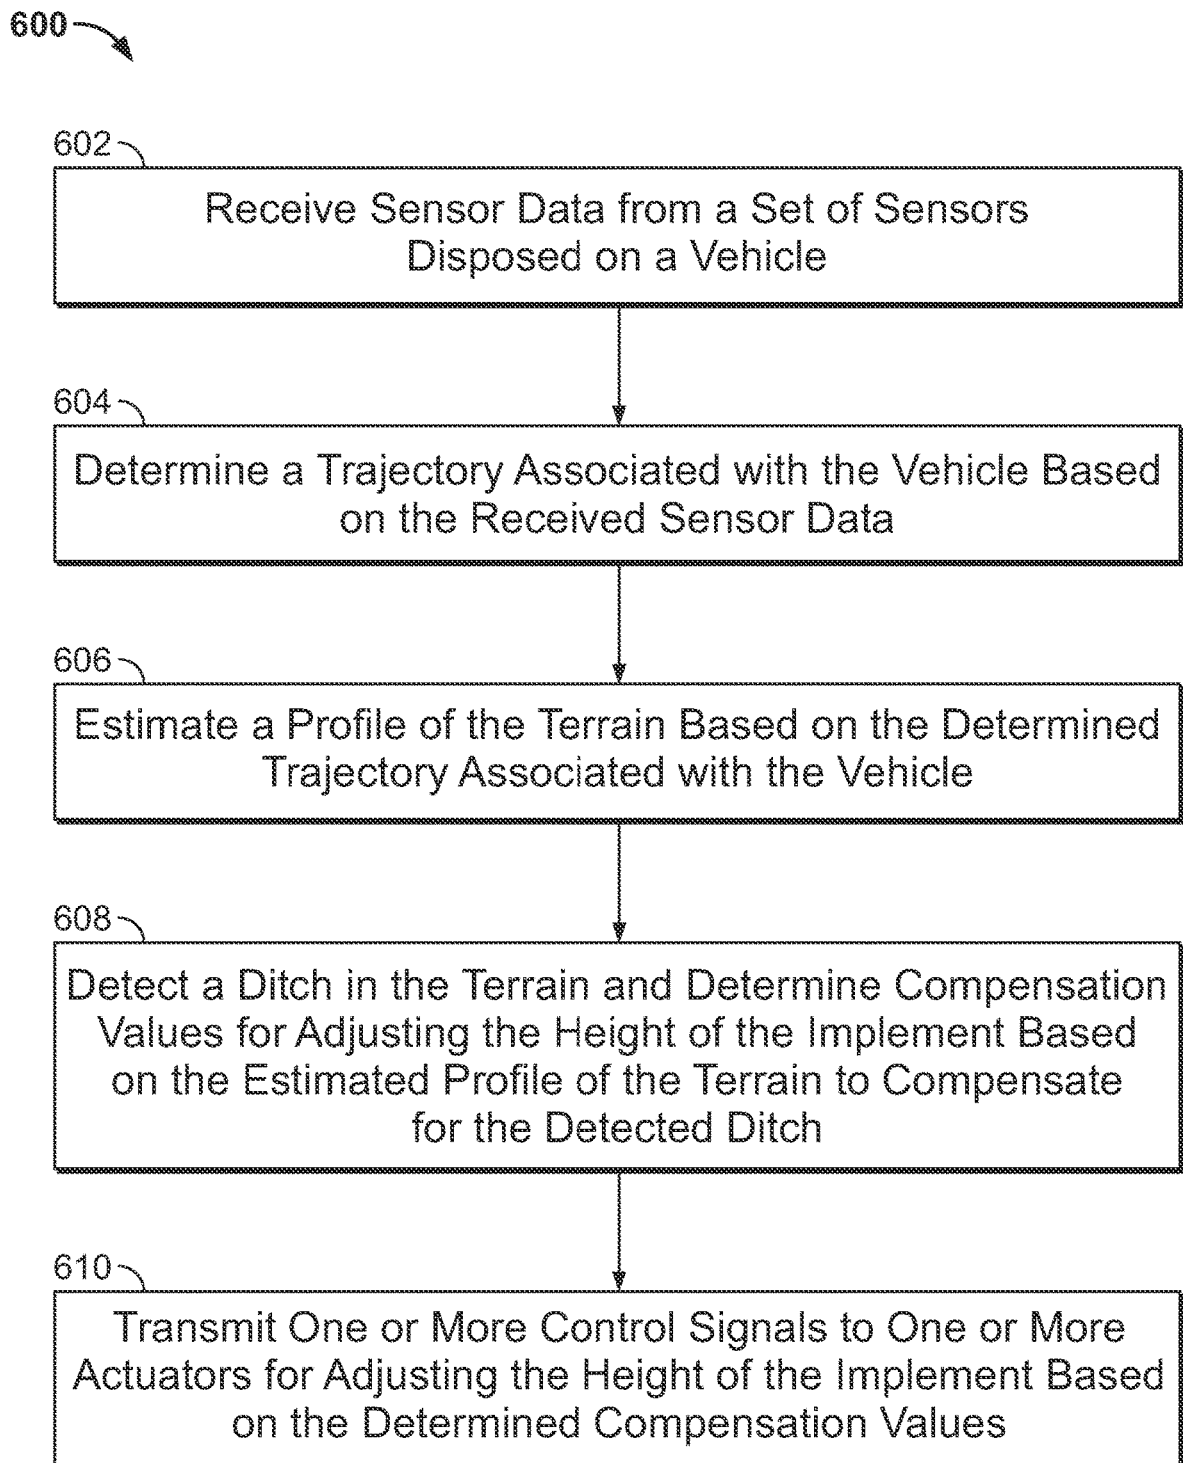 600
602
Receive Sensor Data from a Set of Sensors
Disposed on a Vehicle
604
Determine a Trajectory Associated with the Vehicle Based
on the Received Sensor Data
606
Estimate a Profile of the Terrain Based on the Determined
Trajectory Associated with the Vehicle
608
Detect a Ditch in the Terrain and Determine Compensation
Values for Adjusting the Height of the Implement Based
on the Estimated Profile of the Terrain to Compensate
for the Detected Ditch
610
Transmit One or More Control Signals to One or More
Actuators for Adjusting the Height of the Implement Based
on the Determined Compensation Values